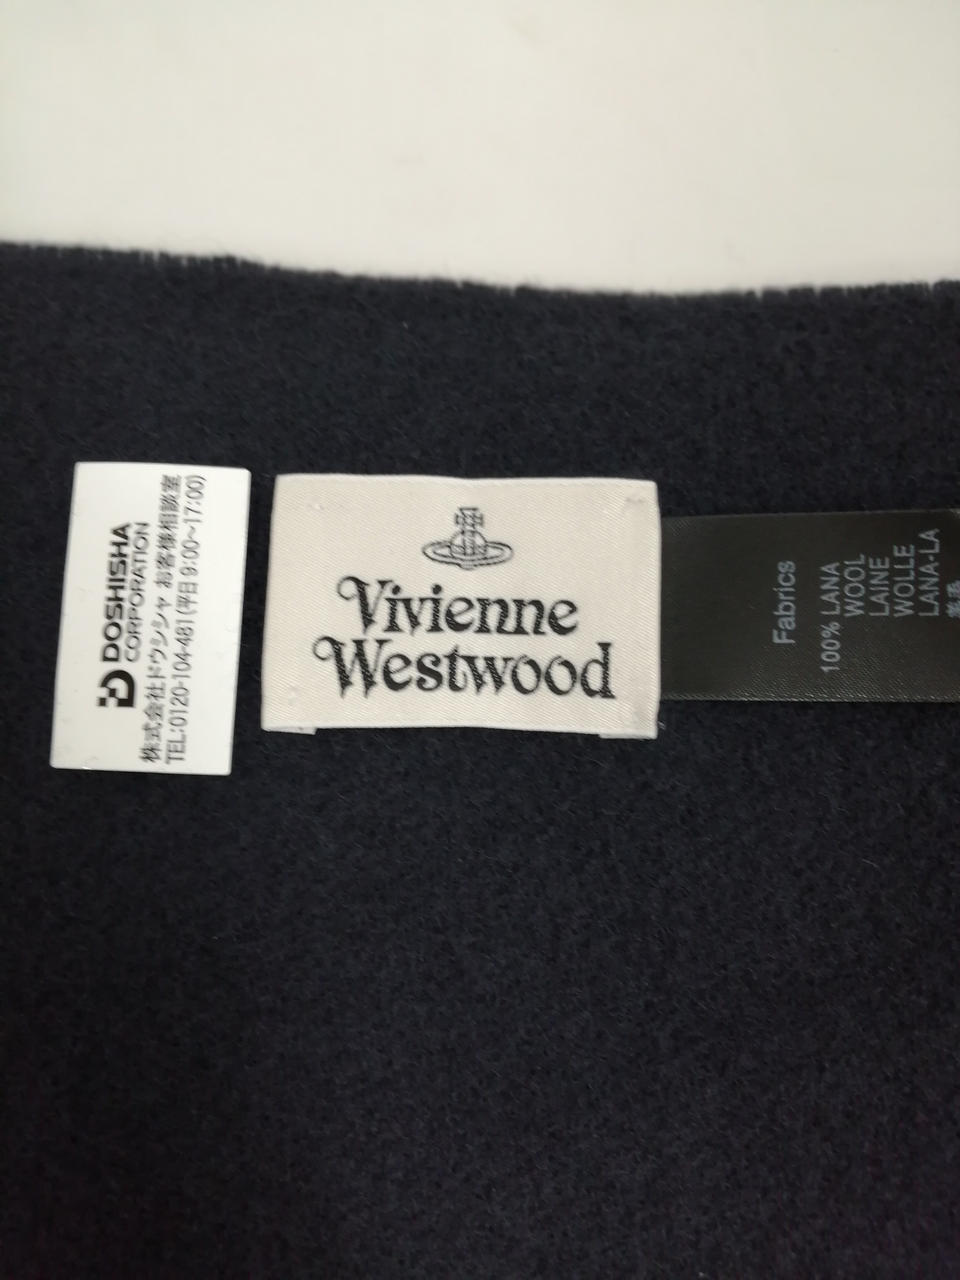 DOSHISHA
CORPORATION
株式会社ドウシシャ お客様相談室
TEL:0120-104-481(平日9:00~17:00)
Vivienne
Westwood
Fabrics
100% LANA
WOOL
LAINE
WOLLE
LANA-LA